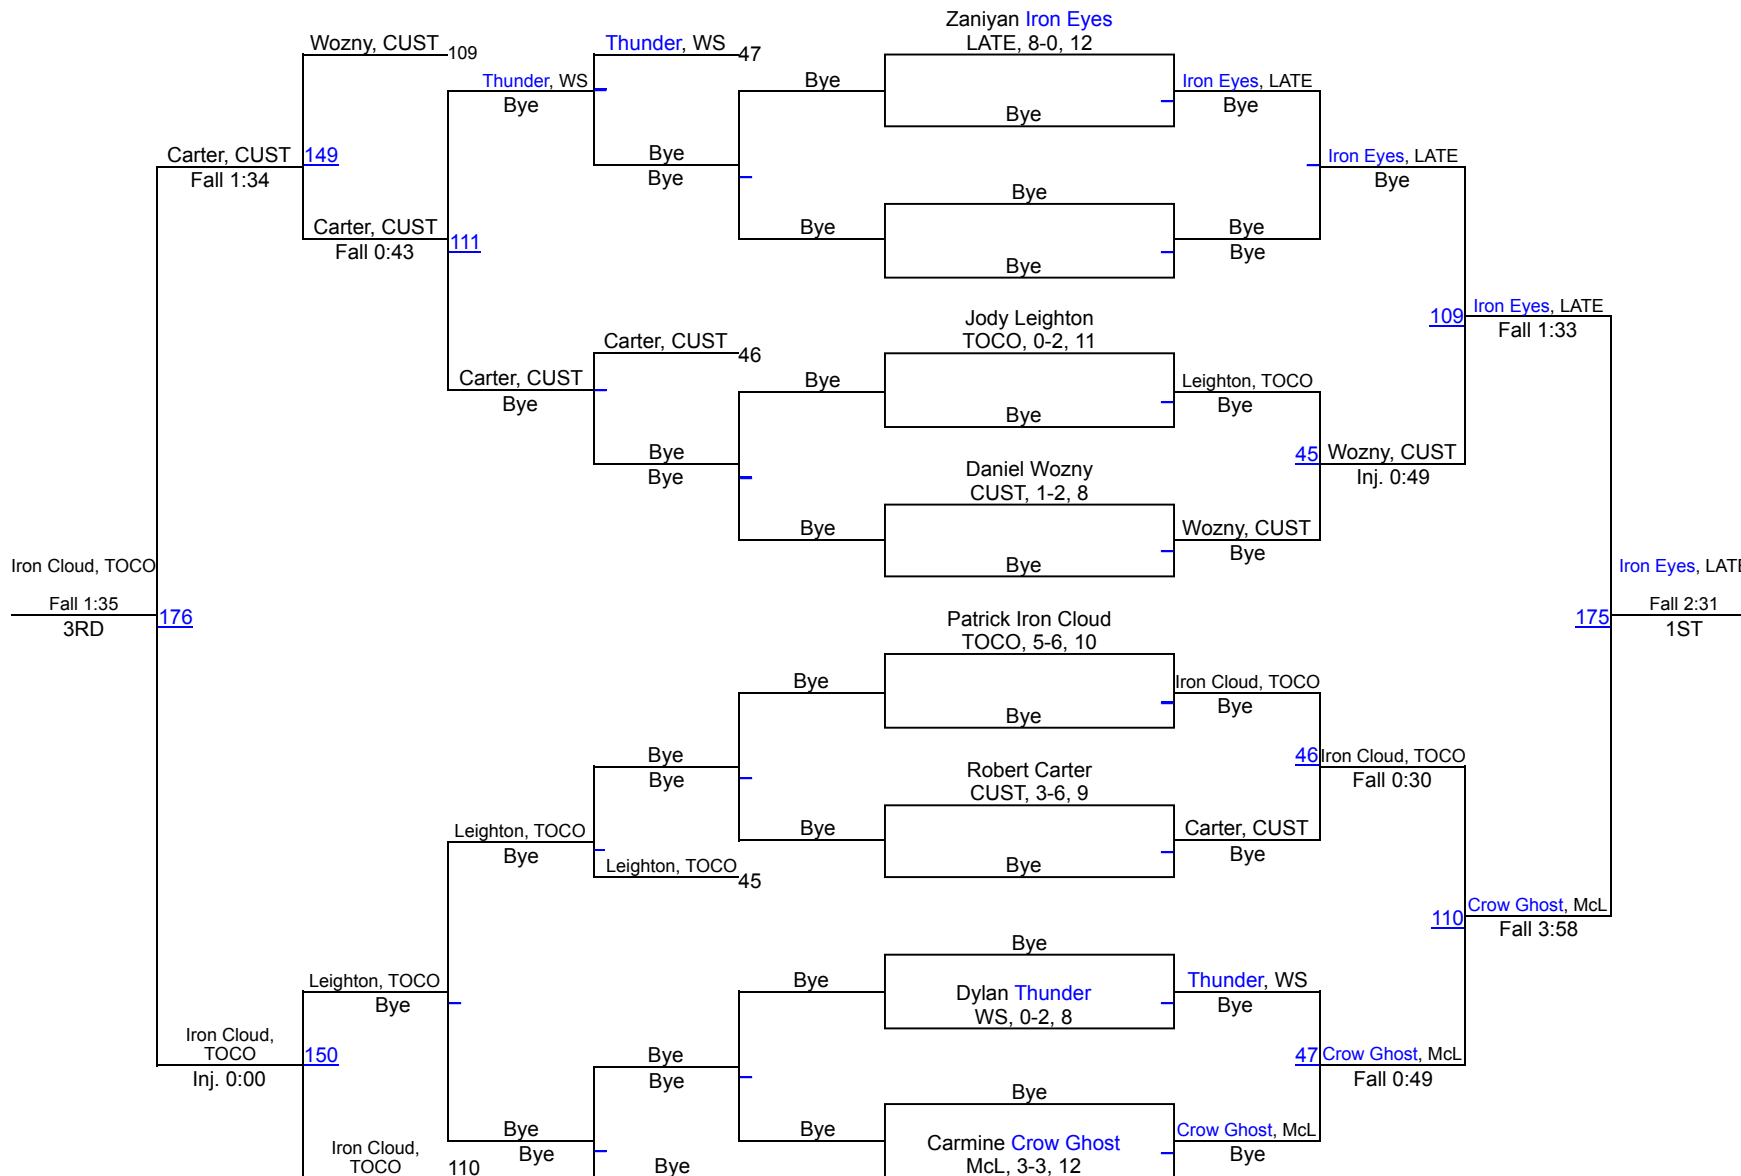 Zaniyan Iron Eyes
Wozny, CUST
109
Thunder, WS
47
LATE, 8-0, 12
Thunder, WS
Bye
Bye
Bye
Iron Eyes, LATE
Bye
Carter, CUST
149
Fall 1:34
Bye
Bye
Iron Eyes, LATE
Bye
Bye
Carter, CUST
111
Fall 0:43
Bye
Bye
Bye
Bye
Iron Eyes, LATE
109
Fall 1:33
Jody Leighton
TOCO, 0-2, 11
Carter, CUST
46
Carter, CUST
Bye
Bye
Leighton, TOCO
Bye
Bye
Bye
Bye
Daniel Wozny
CUST, 1-2, 8
45
Wozny, CUST
Inj. 0:49
Bye
Wozny, CUST
Bye
Bye
Iron Cloud, TOCO
Fall 1:35
176
3RD
Iron Eyes, LATE
Fall 2:31
175
1ST
Patrick Iron Cloud
TOCO, 5-6, 10
Bye
Iron Cloud, TOCO
Bye
Bye
Bye
Bye
Robert Carter
CUST, 3-6, 9
46
Iron Cloud, TOCO
Fall 0:30
Leighton, TOCO
Bye
Bye
Carter, CUST
Bye
Bye
Leighton, TOCO
45
Crow Ghost, McL
110
Fall 3:58
Bye
Leighton, TOCO
Bye
Bye
Dylan Thunder
WS, 0-2, 8
Thunder, WS
Bye
Iron Cloud,
TOCO
150
Inj. 0:00
Bye
Bye
47
Crow Ghost, McL
Fall 0:49
Bye
Bye
Bye
Bye
Carmine Crow Ghost
McL, 3-3, 12
Crow Ghost, McL
Bye
Iron Cloud,
TOCO
110
Bye